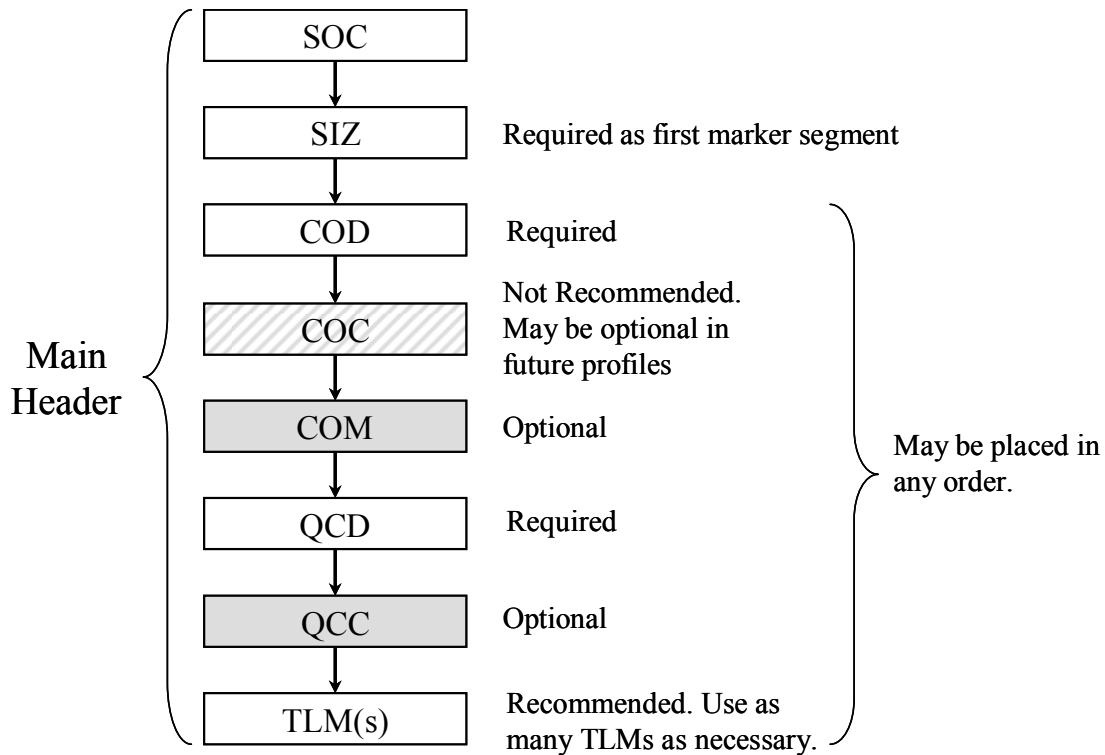 SOC
SIZ
Required as first marker segment
COD
Required
COC
Not Recommended.
May be optional in
future profiles
Main
Header
COM
Optional
May be placed in
any order.
QCD
Required
QCC
Optional
TLM(s)
Recommended. Use as
many TLMs as necessary.